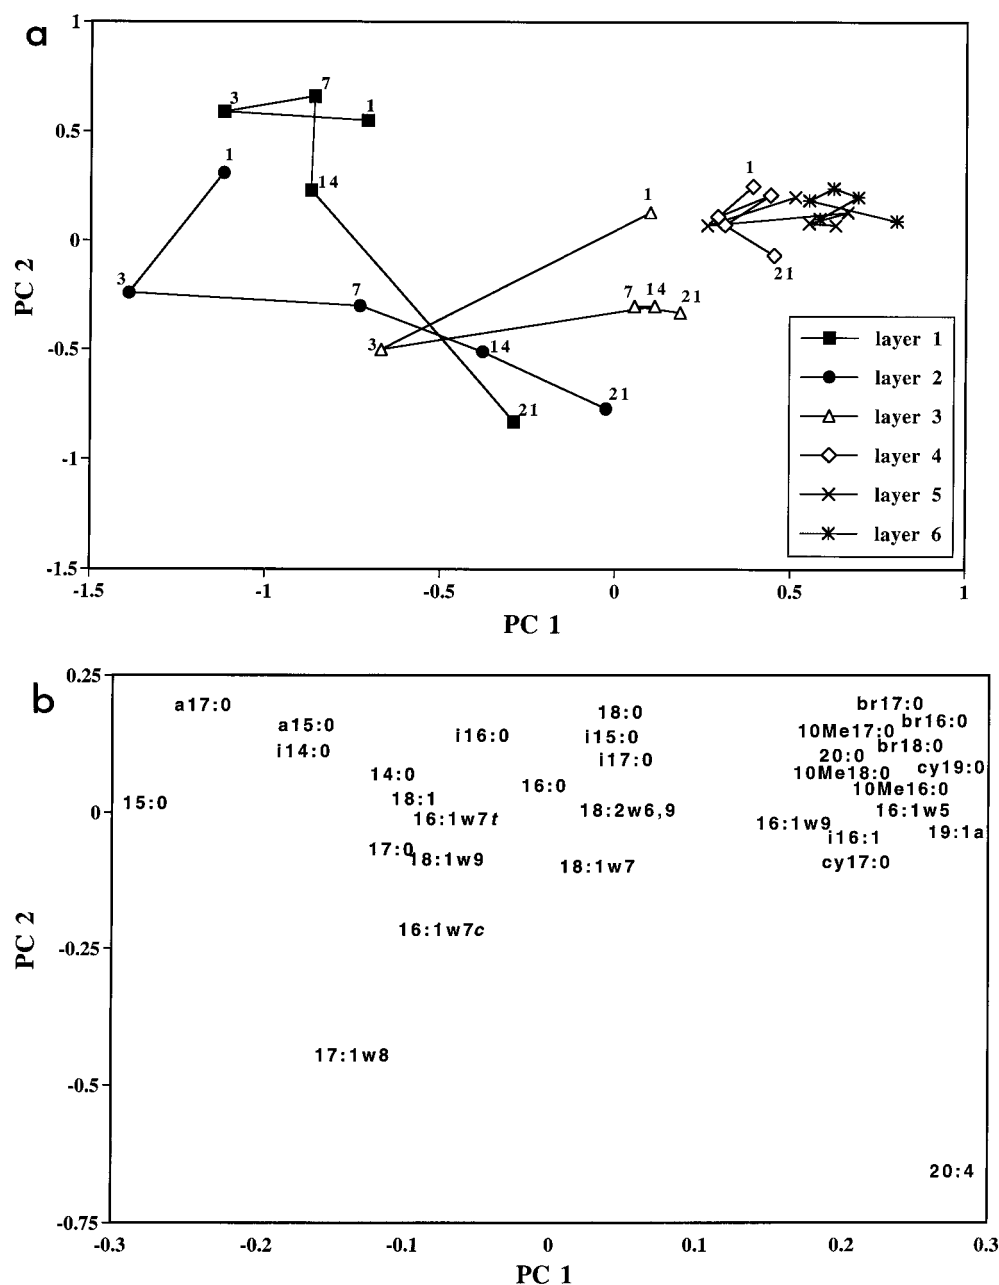 a
1
7
3
1
0.5
1
14
1
1
1
0
3
7
7 14 21
21
PC 2
-0.5
3
14
21
21
-1
-1.5
layer 1
layer 2
layer 3
layer 4
layer 5
layer 6
-1.5 -1 -0.5 0 0.5 1
PC 1
b
0.25
a17:0
18:0
br17:0
a15:0
br16:0
i14:0
i16:0
i15:0
10Me17:0
br18:0
i17:0
20:0
14:0
cy19:0
10Me18:0
16:0
10Me16:0
15:0
18:1
0
16:1w7t
18:2w6,9
16:1w5
16:1w9
19:1a
i16:1
17:0
18:1w9
18:1w7
cy17:0
16:1w7c
-0.25
PC 2
17:1w8
-0.5
20:4
-0.75
-0.3 -0.2 -0.1 0 0.1 0.2 0.3
PC 1